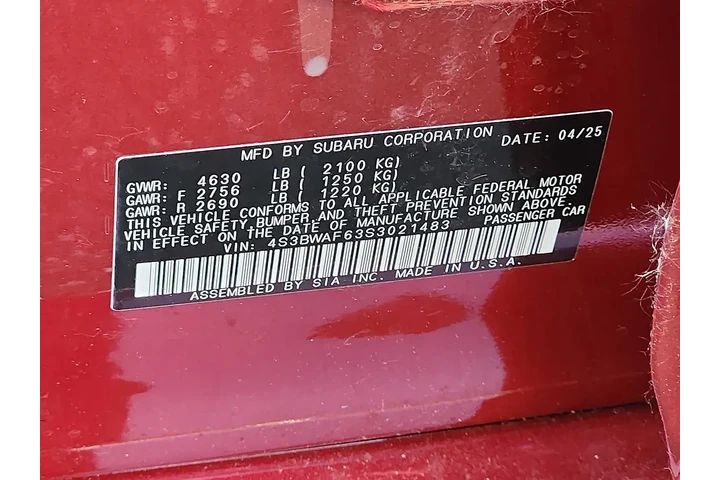 MFD BY SUBARU CORPORATION DATE: 04/25
GVWR: 4630 LB ( 2100 KG)
GAWR: F 2756 LB ( 1250 KG)
GAWR: R 2690 LB ( 1220 KG)
THIS VEHICLE CONFORMS TO ALL APPLICABLE FEDERAL MOTOR
VEHICLE SAFETY, BUMPER, AND THEFT PREVENTION STANDARDS
IN EFFECT ON THE DATE OF MANUFACTURE SHOWN ABOVE.
VIN: 4S3BWAF63S3021483 PASSENGER CAR
ASSEMBLED BY SIA INC. MADE IN U.S.A.